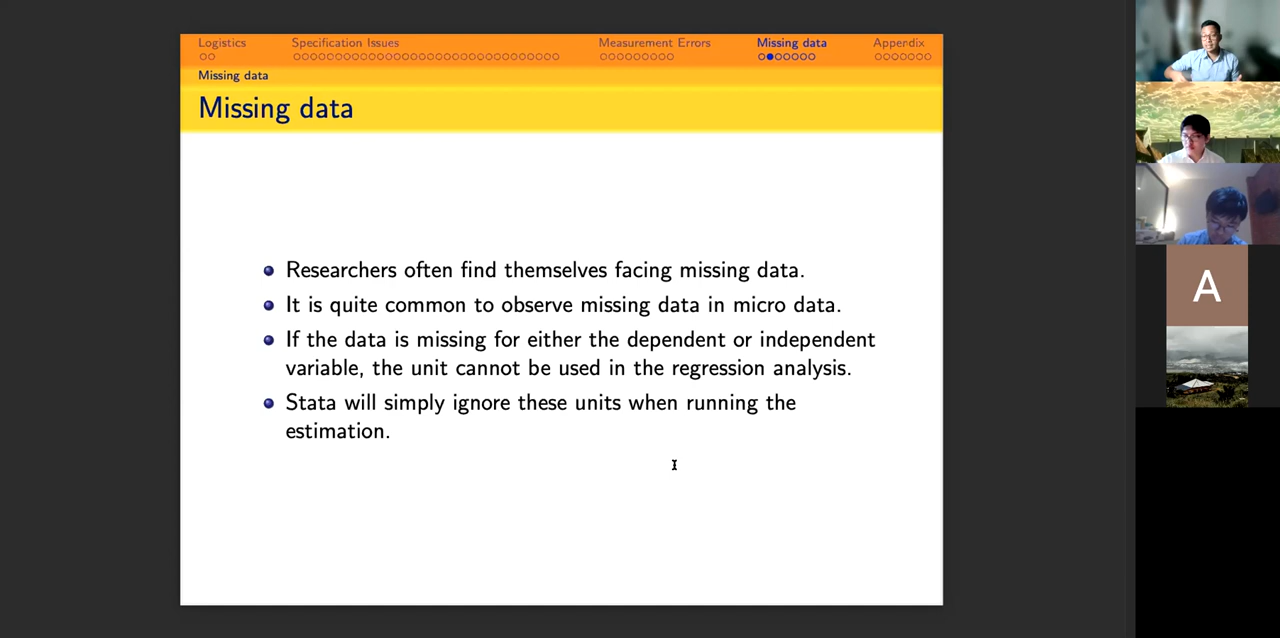 Logistics Specification Issues Measurement Errors Missing data Appendix
Missing data
Missing data
Researchers often find themselves facing missing data.
It is quite common to observe missing data in micro data.
If the data is missing for either the dependent or independent
variable, the unit cannot be used in the regression analysis.
Stata will simply ignore these units when running the
estimation.
A